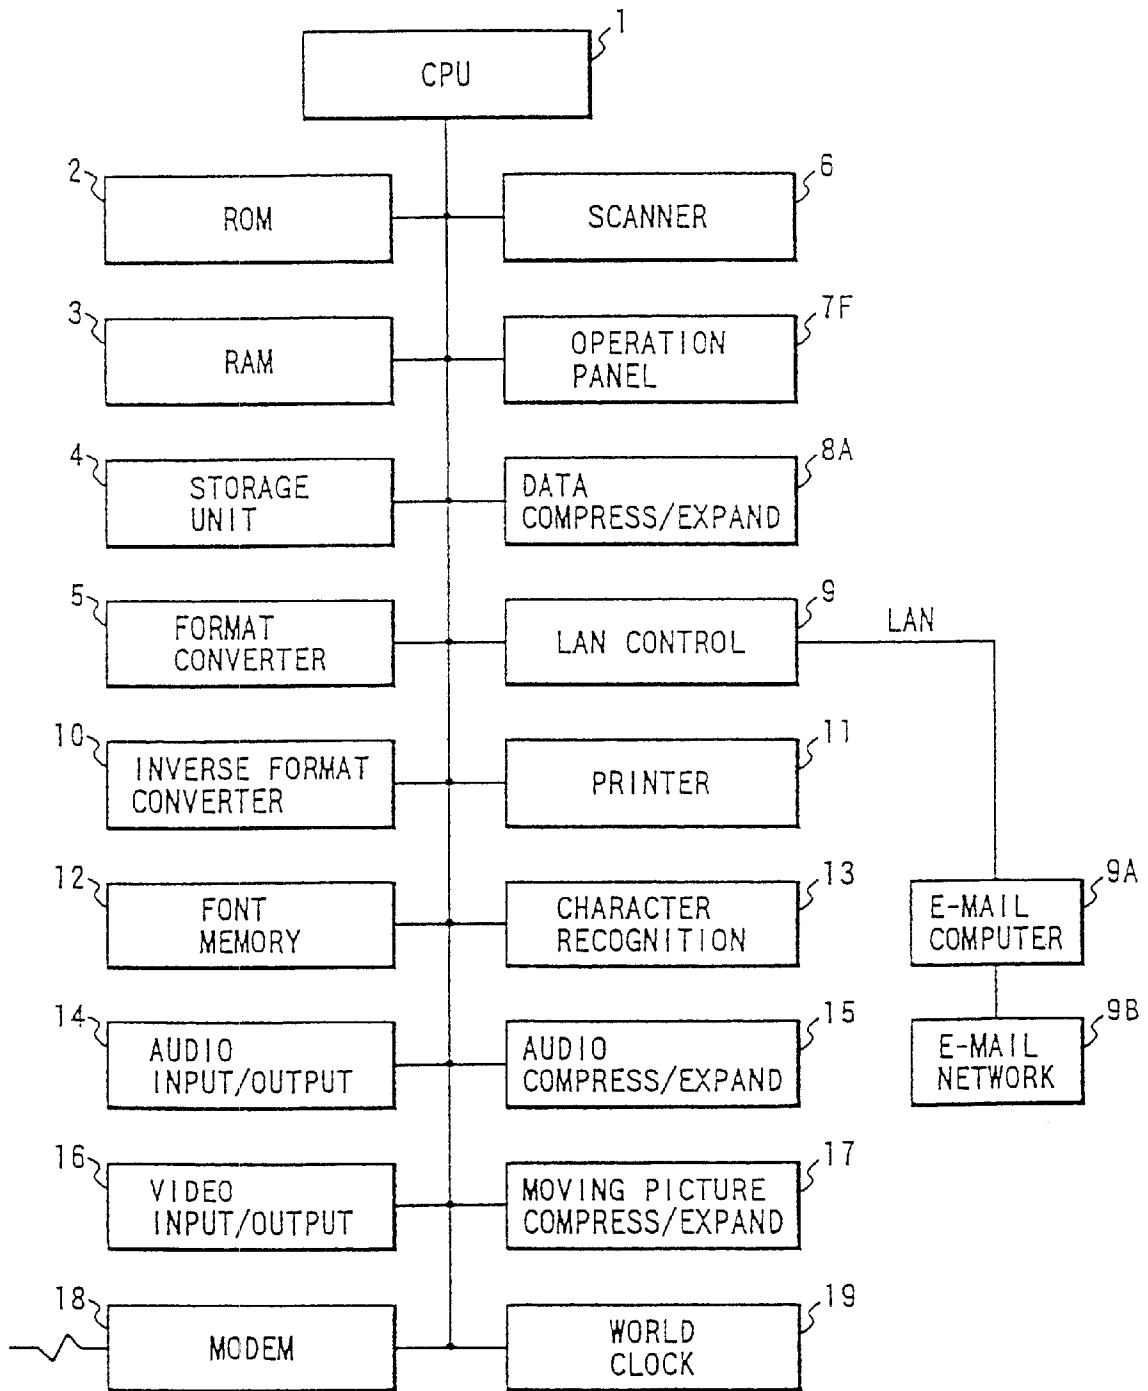 1
CPU
2
ROM
6
SCANNER
3
RAM
7F
OPERATION
PANEL
4
STORAGE
UNIT
8A
DATA
COMPRESS/EXPAND
5
FORMAT
CONVERTER
9
LAN CONTROL
LAN
10
INVERSE FORMAT
CONVERTER
11
PRINTER
12
FONT
MEMORY
13
CHARACTER
RECOGNITION
9A
E-MAIL
COMPUTER
14
AUDIO
INPUT/OUTPUT
15
AUDIO
COMPRESS/EXPAND
9B
E-MAIL
NETWORK
16
VIDEO
INPUT/OUTPUT
17
MOVING PICTURE
COMPRESS/EXPAND
18
MODEM
19
WORLD
CLOCK